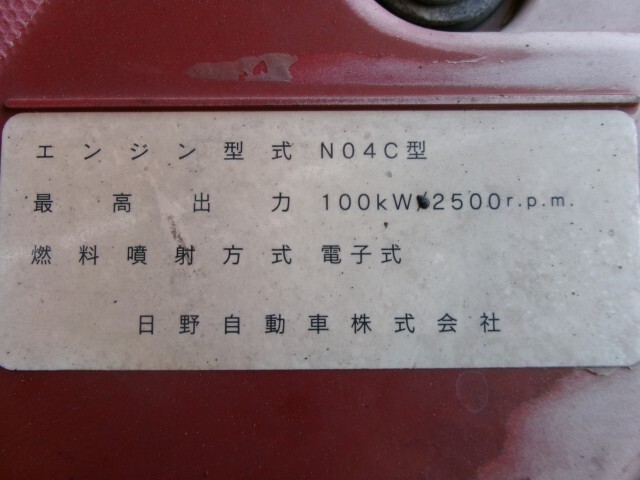 エンジン型式 N04C型
最高出力 100kW/2500r.p.m.
燃料噴射方式 電子式
日野自動車株式会社